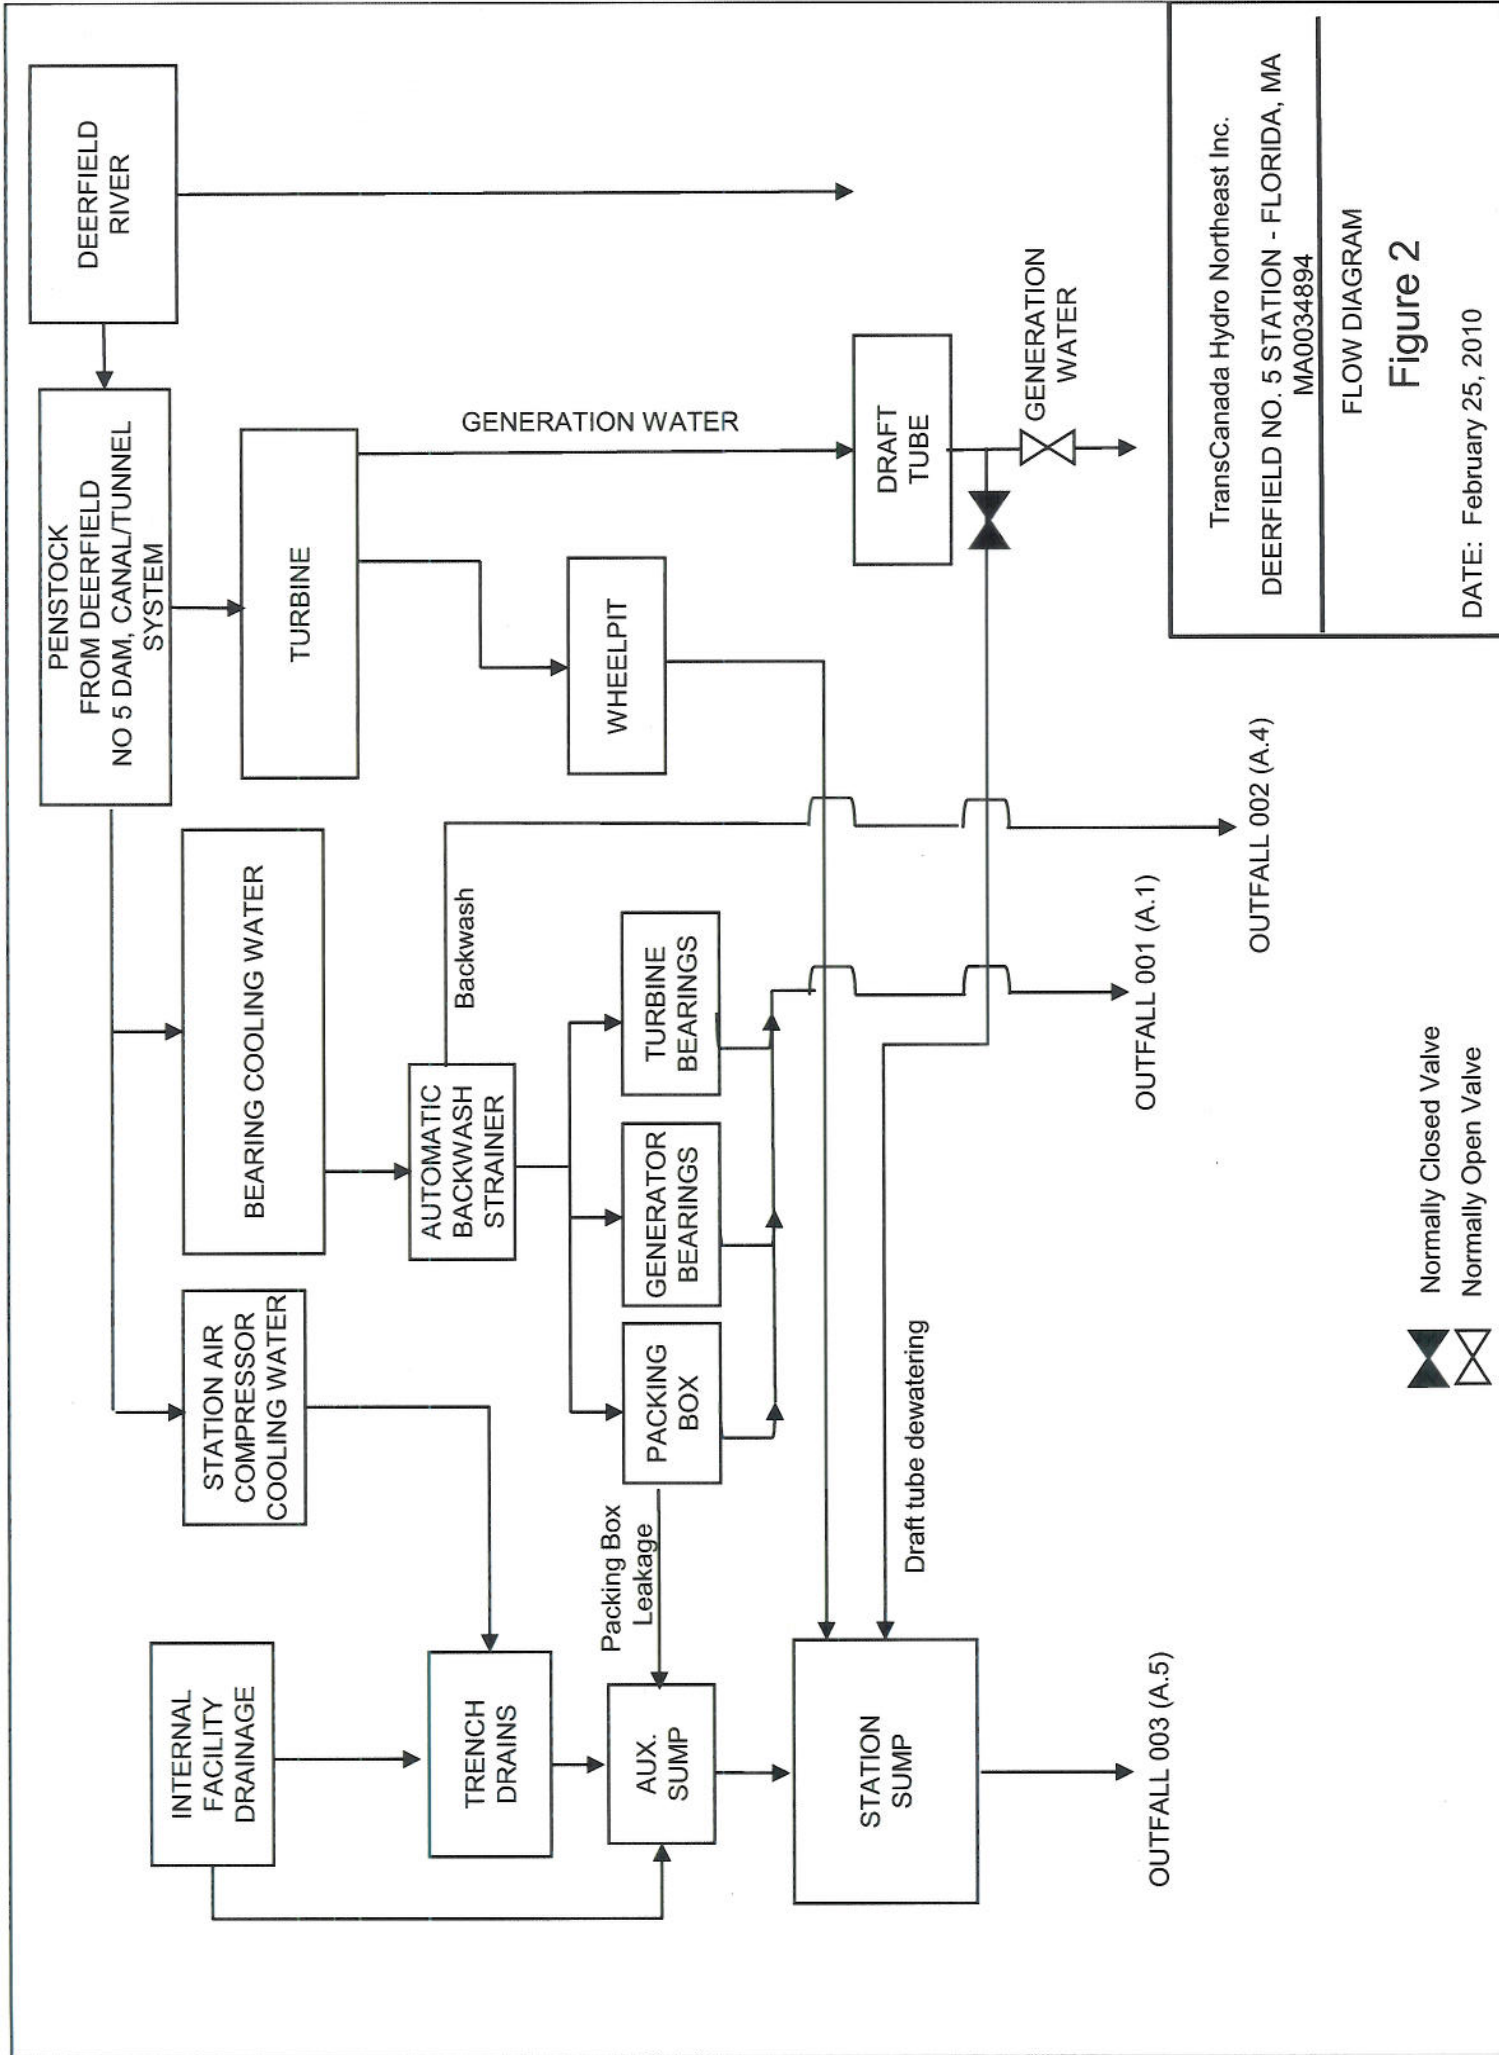 INTERNAL
FACILITY
DRAINAGE
STATION AIR
COMPRESSOR
COOLING WATER
BEARING COOLING WATER
PENSTOCK
FROM DEERFIELD
NO 5 DAM, CANAL/TUNNEL
SYSTEM
DEERFIELD
RIVER
TURBINE
TRENCH
DRAINS
AUTOMATIC
BACKWASH
STRAINER
Backwash
GENERATION WATER
WHEELPIT
AUX.
SUMP
Packing Box
Leakage
PACKING
BOX
GENERATOR
BEARINGS
TURBINE
BEARINGS
STATION
SUMP
Draft tube dewatering
DRAFT
TUBE
GENERATION
WATER
OUTFALL 003 (A.5)
OUTFALL 001 (A.1)
OUTFALL 002 (A.4)
Normally Closed Valve
Normally Open Valve
TransCanada Hydro Northeast Inc.
DEERFIELD NO. 5 STATION - FLORIDA, MA
MA0034894
FLOW DIAGRAM
Figure 2
DATE: February 25, 2010